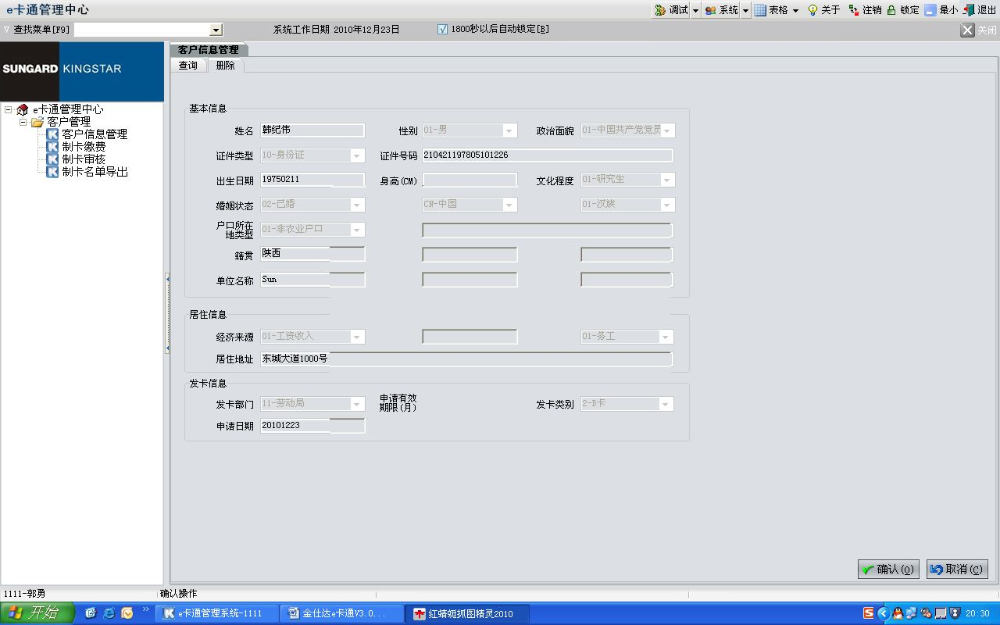 e卡通管理中心 调试 系统 表格 关于 注销 锁定 最小 退出
查找菜单[F9] 系统工作日期 2010年12月23日 1800秒以后自动锁定[B] 关闭
SUNGARD KINGSTAR
e卡通管理中心
客户管理
客户信息管理
制卡缴费
制卡审核
制卡名单导出
客户信息管理
查询 删除
基本信息
姓名 韩纪伟 性别 01-男 政治面貌 01-中国共产党党员
证件类型 10-身份证 证件号码 210421197805101226
出生日期 19750211 身高(CM) 文化程度 01-研究生
婚姻状态 02-已婚 CN-中国 01-汉族
户口所在
地类型 01-非农业户口
籍贯 陕西
单位名称 Sun
居住信息
经济来源 01-工资收入 01-务工
居住地址 东城大道1000号
发卡信息
发卡部门 11-劳动局 申请有效
期限(月) 发卡类别 2-B卡
申请日期 20101223
确认(O) 取消(C)
1111-郭勇 确认操作
开始 e卡通管理系统-1111 金仕达e卡通V3.0.... 红蜻蜓抓图精灵2010 20:30